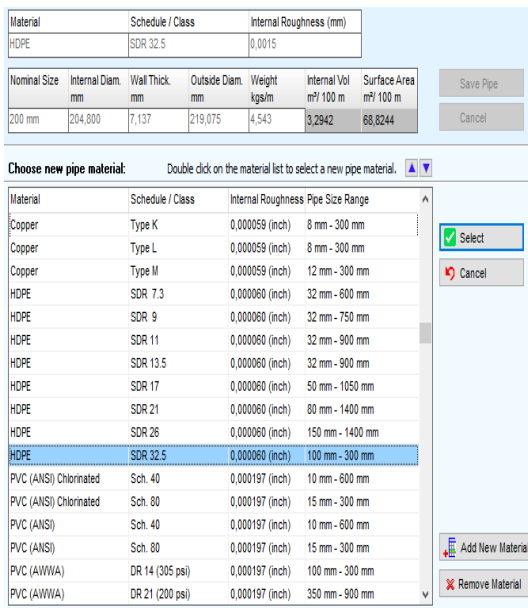 Material Schedule / Class Internal Roughness (mm)
HDPE SDR 32.5 0,0015
Nominal Size Internal Diam. Wall Thick. Outside Diam. Weight Internal Vol Surface Area
mm mm mm kgs/m m³/ 100 m m²/ 100 m
200 mm 204,800 7,137 219,075 4,543 3,2942 68,8244
Save Pipe
Cancel
Choose new pipe material: Double click on the material list to select a new pipe material.
Material Schedule / Class Internal Roughness Pipe Size Range
Copper Type K 0,000059 (inch) 8 mm - 300 mm
Copper Type L 0,000059 (inch) 8 mm - 300 mm
Copper Type M 0,000059 (inch) 12 mm - 300 mm
HDPE SDR 7.3 0,000060 (inch) 32 mm - 600 mm
HDPE SDR 9 0,000060 (inch) 32 mm - 750 mm
HDPE SDR 11 0,000060 (inch) 32 mm - 900 mm
HDPE SDR 13.5 0,000060 (inch) 32 mm - 900 mm
HDPE SDR 17 0,000060 (inch) 50 mm - 1050 mm
HDPE SDR 21 0,000060 (inch) 80 mm - 1400 mm
HDPE SDR 26 0,000060 (inch) 150 mm - 1400 mm
HDPE SDR 32.5 0,000060 (inch) 100 mm - 300 mm
PVC (ANSI) Chlorinated Sch. 40 0,000197 (inch) 10 mm - 600 mm
PVC (ANSI) Chlorinated Sch. 80 0,000197 (inch) 15 mm - 300 mm
PVC (ANSI) Sch. 40 0,000197 (inch) 10 mm - 600 mm
PVC (ANSI) Sch. 80 0,000197 (inch) 15 mm - 300 mm
PVC (AWWA) DR 14 (305 psi) 0,000197 (inch) 100 mm - 300 mm
PVC (AWWA) DR 21 (200 psi) 0,000197 (inch) 350 mm - 900 mm
Select
Cancel
Add New Material
Remove Material